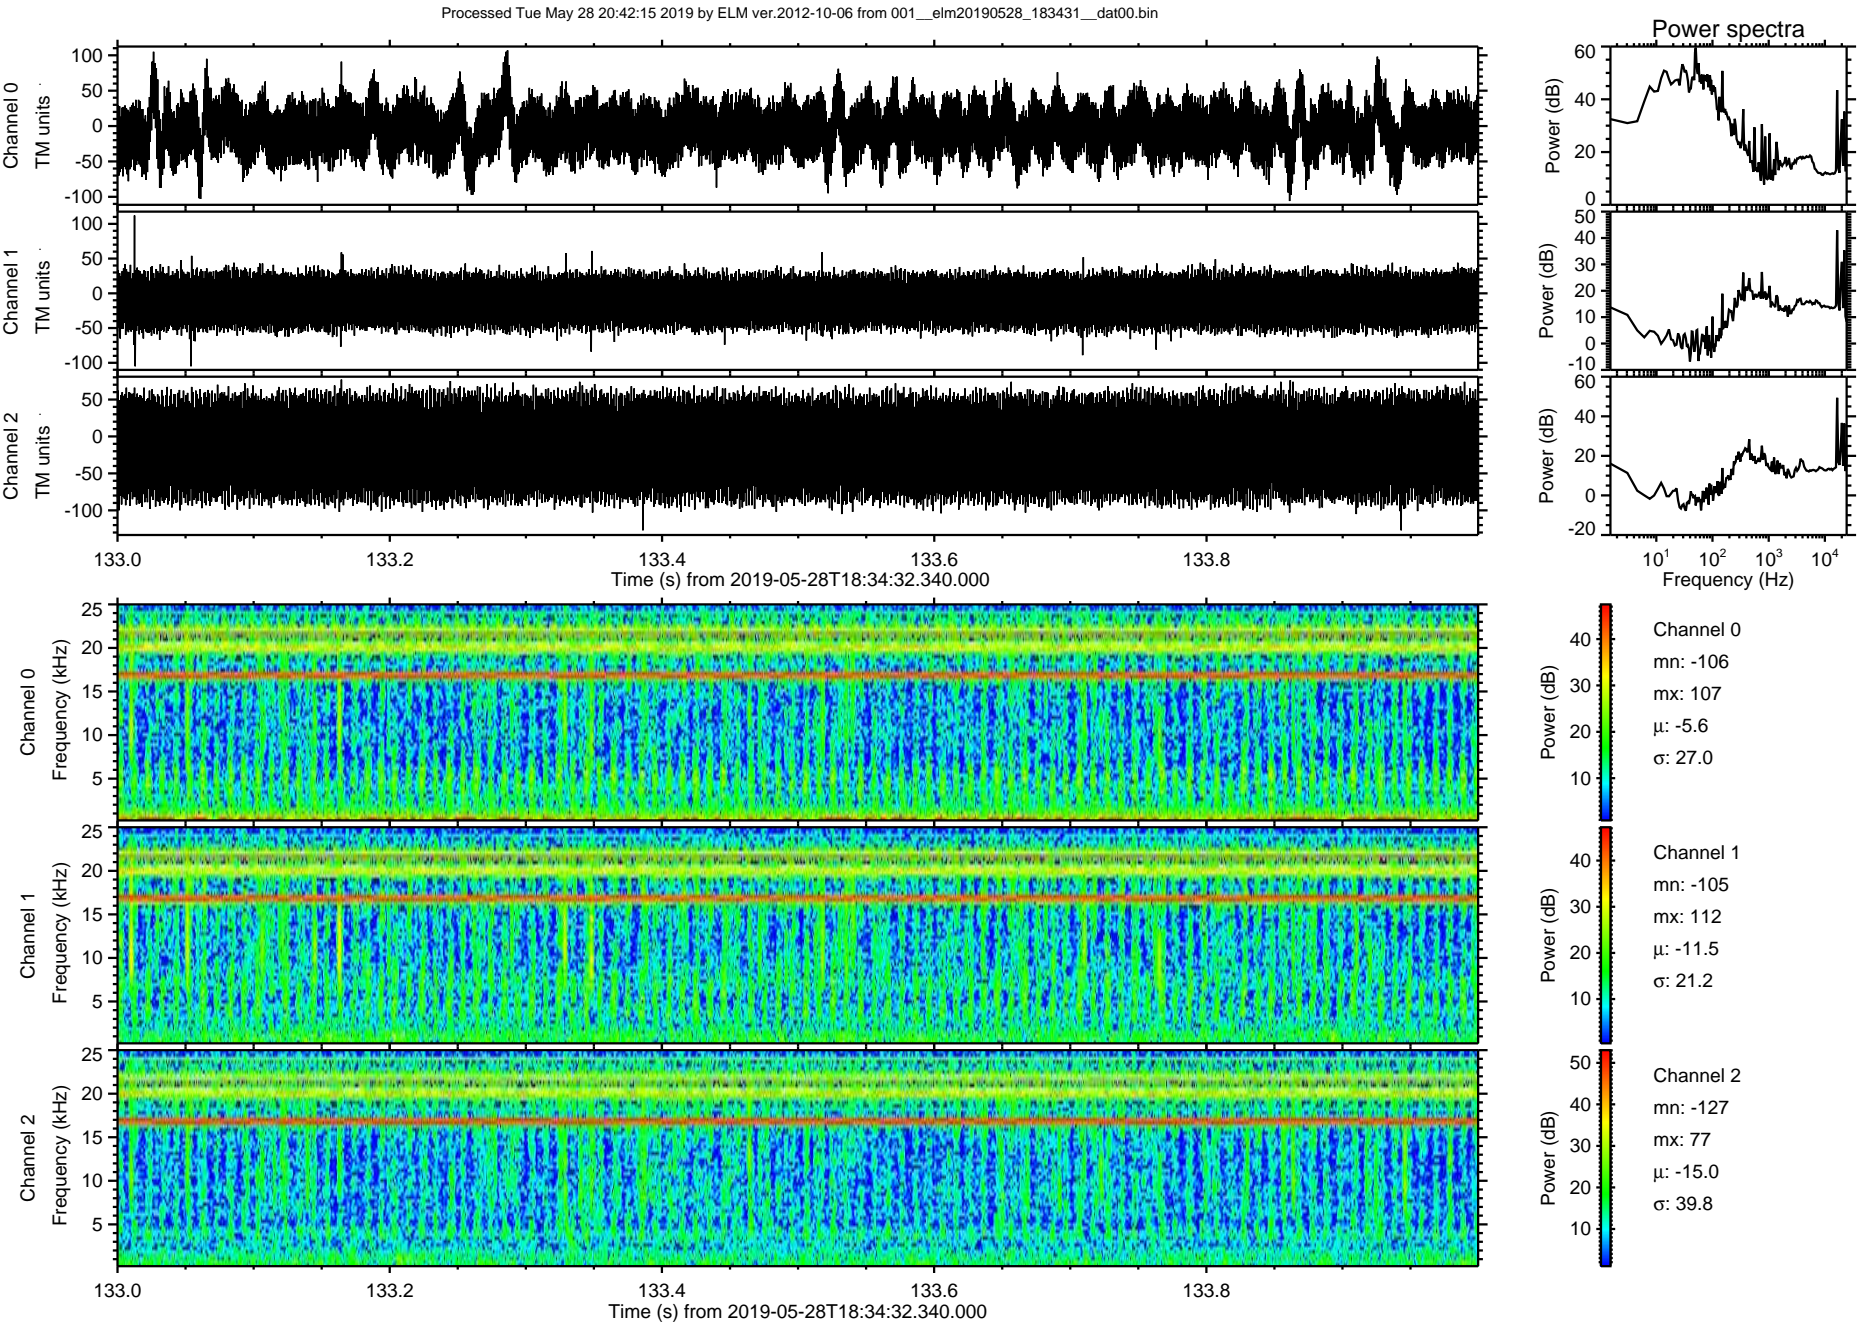 Processed Tue May 28 20:42:15 2019 by ELM ver.2012-10-06 from 001__elm20190528_183431__dat00.bin
Power spectra
Channel 0
TM units
100
50
0
-50
-100
Power (dB)
60
40
20
0
Channel 1
TM units
100
50
0
-50
-100
Power (dB)
50
40
30
20
10
0
-10
Channel 2
TM units
50
0
-50
-100
Power (dB)
60
40
20
0
-20
133.0 133.2 133.4 133.6 133.8
Time (s) from 2019-05-28T18:34:32.340.000
10^1 10^2 10^3 10^4
Frequency (Hz)
Channel 0
Frequency (kHz)
25
20
15
10
5
Power (dB)
40
30
20
10
Channel 0
mn: -106
mx: 107
μ: -5.6
σ: 27.0
Channel 1
Frequency (kHz)
25
20
15
10
5
Power (dB)
40
30
20
10
Channel 1
mn: -105
mx: 112
μ: -11.5
σ: 21.2
Channel 2
Frequency (kHz)
25
20
15
10
5
Power (dB)
50
40
30
20
10
Channel 2
mn: -127
mx: 77
μ: -15.0
σ: 39.8
133.0 133.2 133.4 133.6 133.8
Time (s) from 2019-05-28T18:34:32.340.000